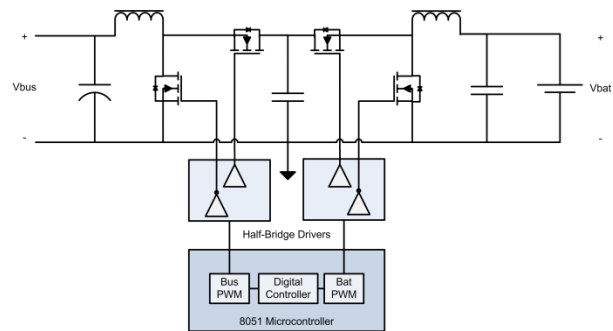 +
+
Vbus
Vbat
-
-
Half-Bridge Drivers
Bus
PWM
Digital
Controller
Bat
PWM
8051 Microcontroller